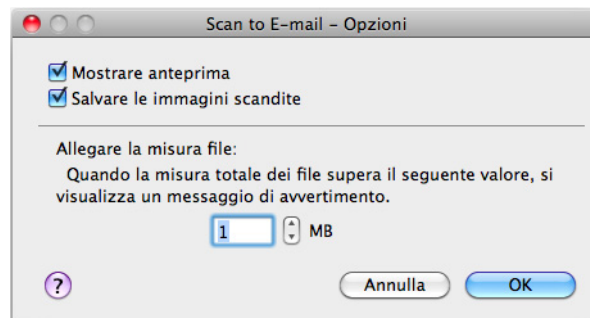 Scan to E-mail – Opzioni
Mostrare anteprima
Salvare le immagini scandite
Allegare la misura file:
Quando la misura totale dei file supera il seguente valore, si
visualizza un messaggio di avvertimento.
1 MB
? Annulla OK